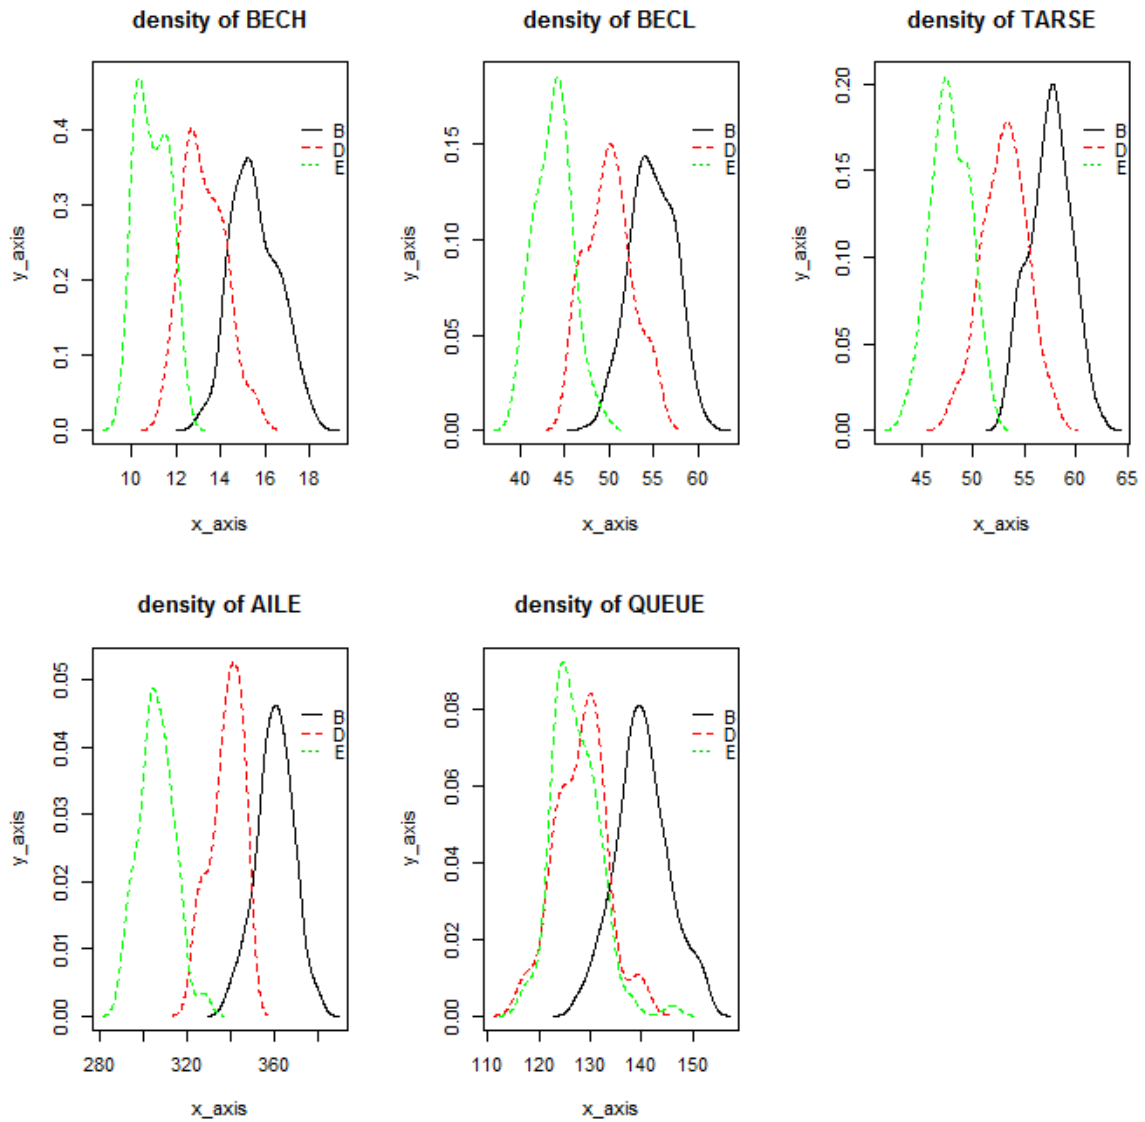 density of BECH
density of BECL
density of TARSE
y_axis
0.0 0.1 0.2 0.3 0.4
B
D
E
10 12 14 16 18
x_axis
y_axis
0.00 0.05 0.10 0.15
B
D
E
40 45 50 55 60
x_axis
y_axis
0.00 0.05 0.10 0.15 0.20
B
D
E
45 50 55 60 65
x_axis
density of AILE
density of QUEUE
y_axis
0.00 0.01 0.02 0.03 0.04 0.05
B
D
E
280 320 360
x_axis
y_axis
0.00 0.02 0.04 0.06 0.08
B
D
E
110 120 130 140 150
x_axis